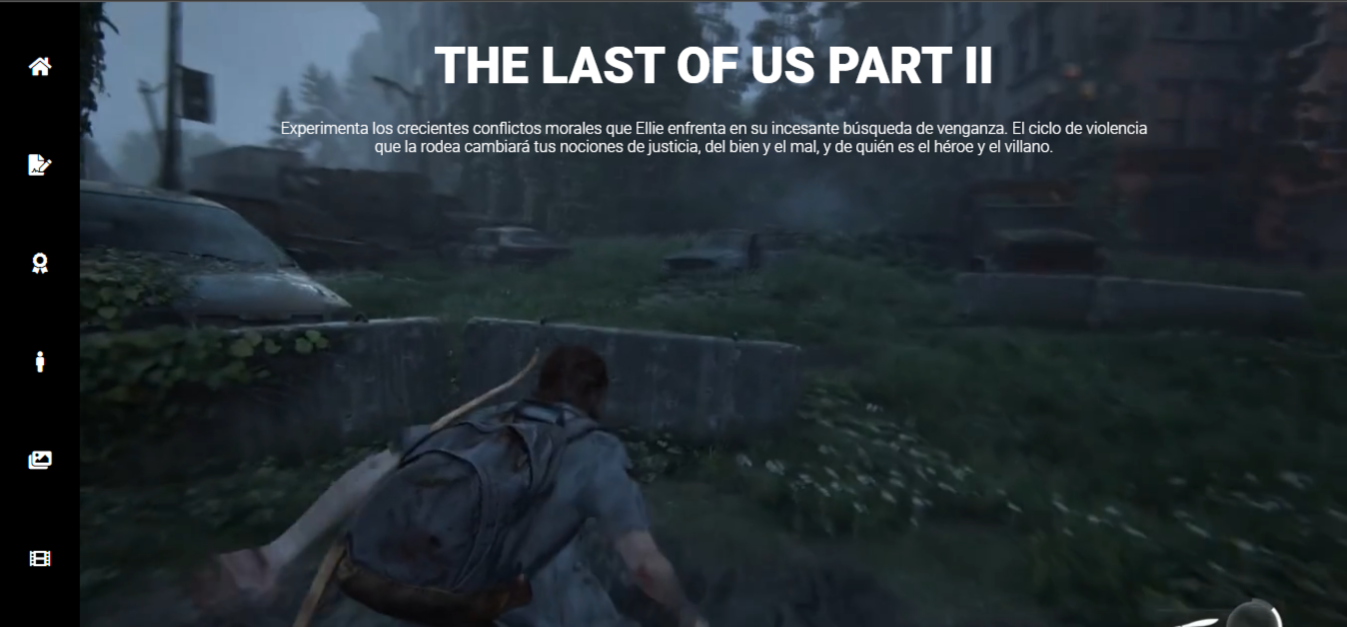 THE LAST OF US PART II
Experimenta los crecientes conflictos morales que Ellie enfrenta en su incesante búsqueda de venganza. El ciclo de violencia
que la rodea cambiará tus nociones de justicia, del bien y el mal, y de quién es el héroe y el villano.